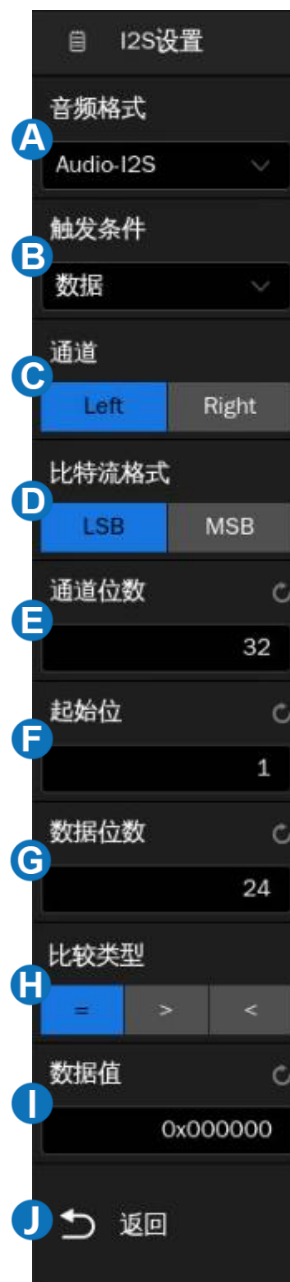 I2S设置
音频格式
A
Audio-I2S
触发条件
B
数据
通道
C
Left Right
比特流格式
D
LSB MSB
通道位数
E
32
起始位
F
1
数据位数
G
24
比较类型
H
= > <
数据值
I
0x000000
J 返回